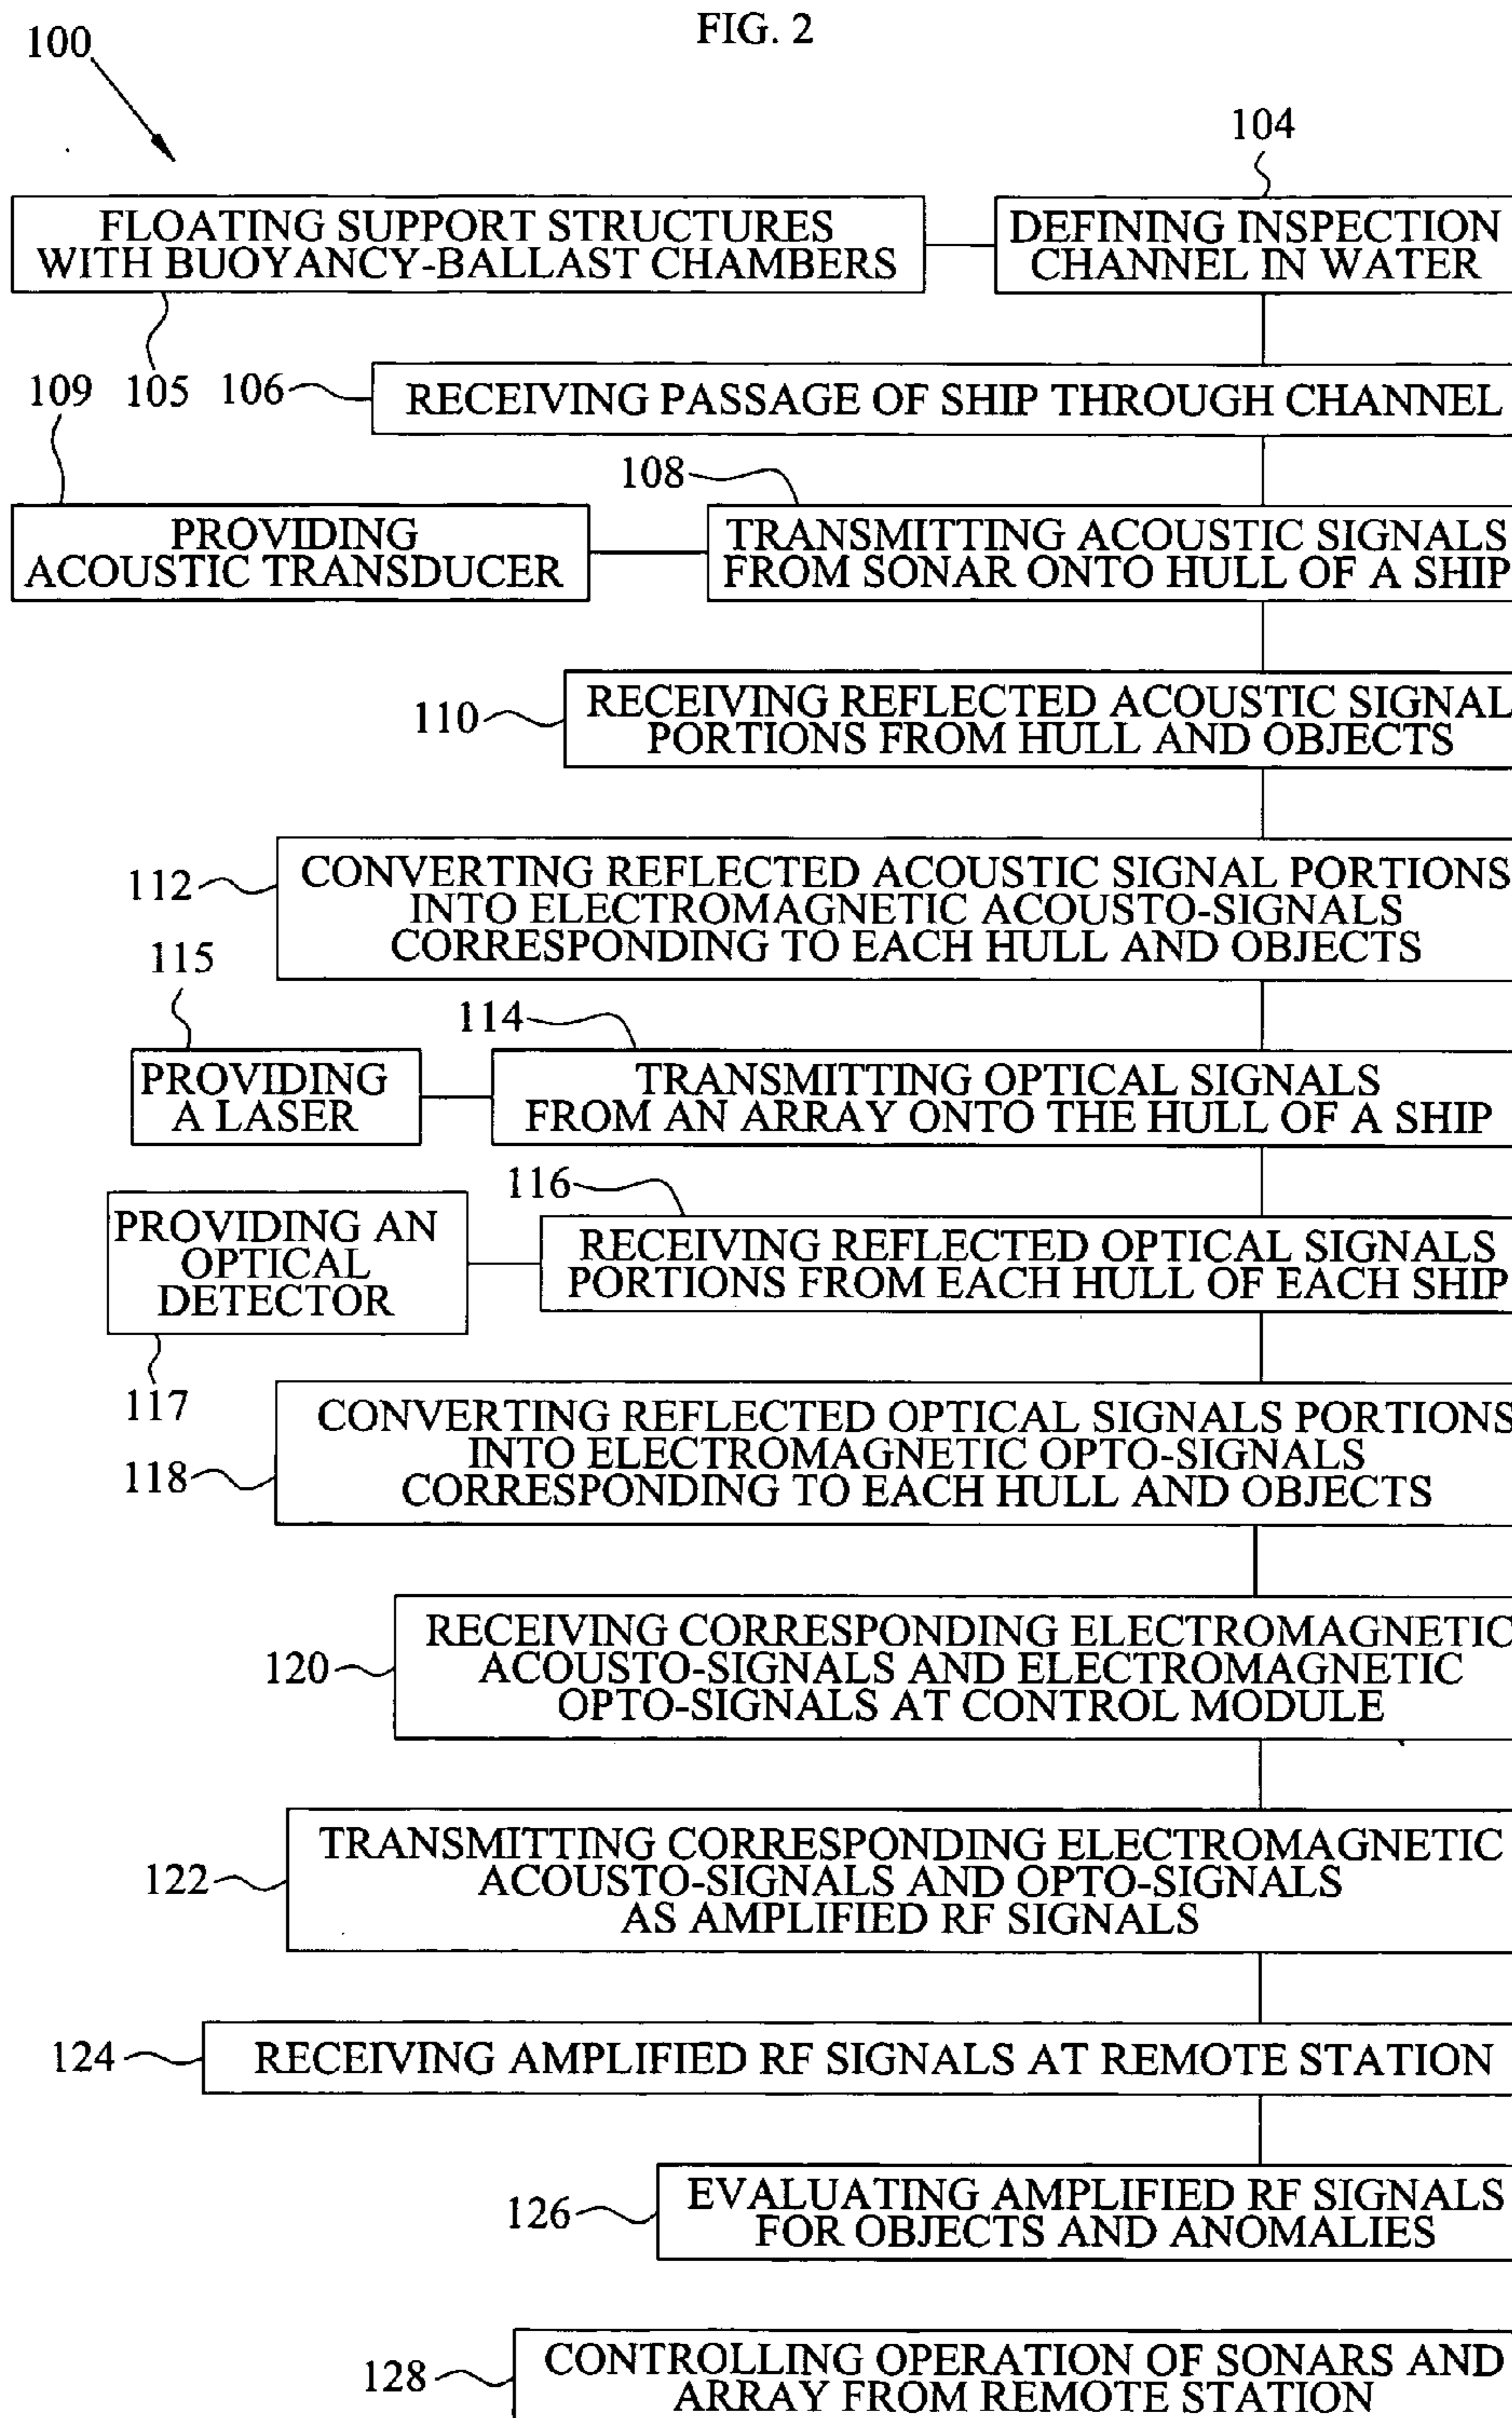 FIG. 2
100
104
FLOATING SUPPORT STRUCTURES
WITH BUOYANCY-BALLAST CHAMBERS
DEFINING INSPECTION
CHANNEL IN WATER
105
106
RECEIVING PASSAGE OF SHIP THROUGH CHANNEL
109
108
PROVIDING
ACOUSTIC TRANSDUCER
TRANSMITTING ACOUSTIC SIGNALS
FROM SONAR ONTO HULL OF A SHIP
110
RECEIVING REFLECTED ACOUSTIC SIGNAL
PORTIONS FROM HULL AND OBJECTS
112
CONVERTING REFLECTED ACOUSTIC SIGNAL PORTIONS
INTO ELECTROMAGNETIC ACOUSTO-SIGNALS
CORRESPONDING TO EACH HULL AND OBJECTS
115
114
PROVIDING
A LASER
TRANSMITTING OPTICAL SIGNALS
FROM AN ARRAY ONTO THE HULL OF A SHIP
116
PROVIDING AN
OPTICAL
DETECTOR
RECEIVING REFLECTED OPTICAL SIGNALS
PORTIONS FROM EACH HULL OF EACH SHIP
117
118
CONVERTING REFLECTED OPTICAL SIGNALS PORTIONS
INTO ELECTROMAGNETIC OPTO-SIGNALS
CORRESPONDING TO EACH HULL AND OBJECTS
120
RECEIVING CORRESPONDING ELECTROMAGNETIC
ACOUSTO-SIGNALS AND ELECTROMAGNETIC
OPTO-SIGNALS AT CONTROL MODULE
122
TRANSMITTING CORRESPONDING ELECTROMAGNETIC
ACOUSTO-SIGNALS AND OPTO-SIGNALS
AS AMPLIFIED RF SIGNALS
124
RECEIVING AMPLIFIED RF SIGNALS AT REMOTE STATION
126
EVALUATING AMPLIFIED RF SIGNALS
FOR OBJECTS AND ANOMALIES
128
CONTROLLING OPERATION OF SONARS AND
ARRAY FROM REMOTE STATION